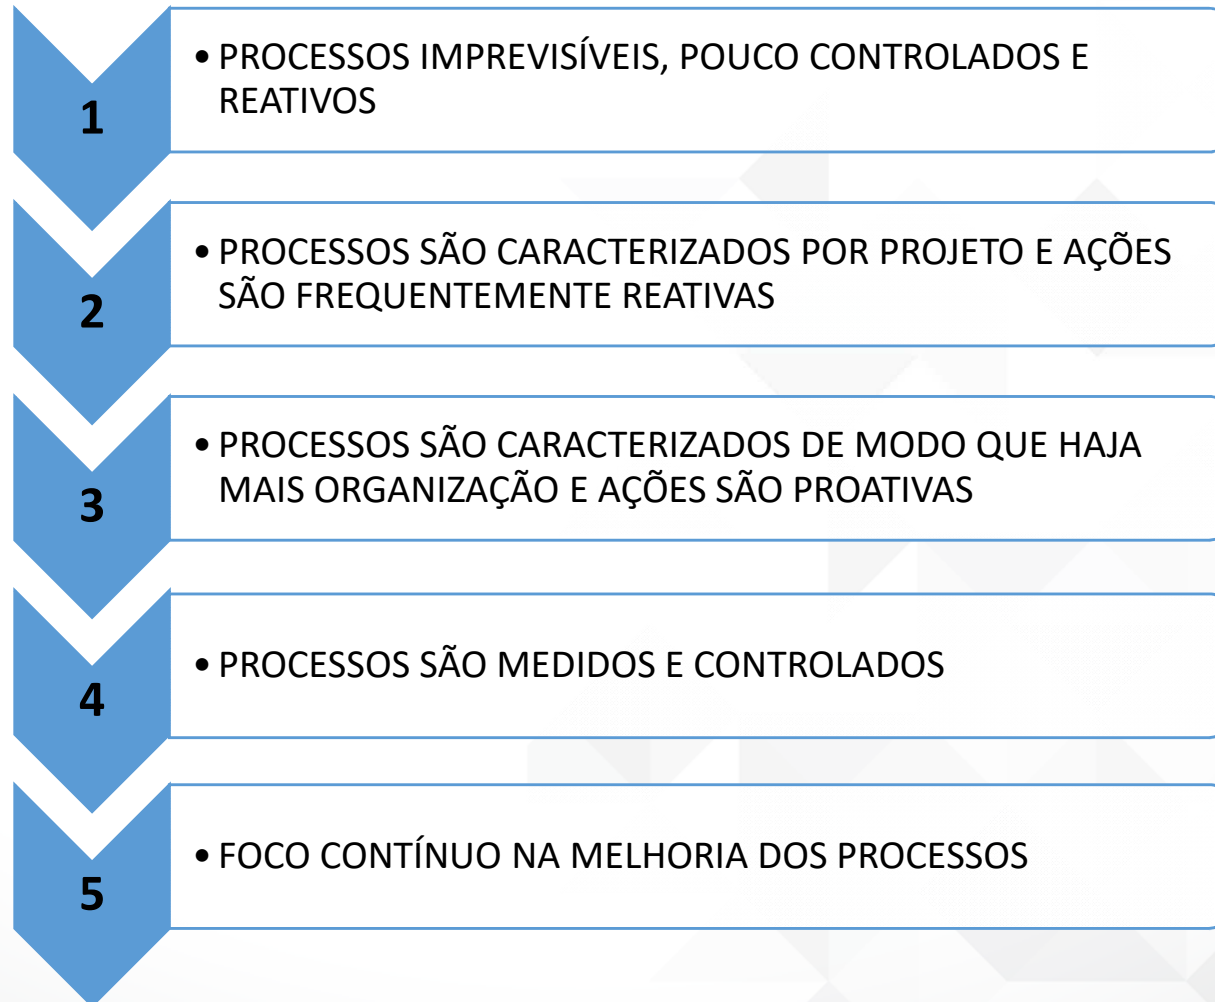 1
• PROCESSOS IMPREVISÍVEIS, POUCO CONTROLADOS E
REATIVOS
2
• PROCESSOS SÃO CARACTERIZADOS POR PROJETO E AÇÕES
SÃO FREQUENTEMENTE REATIVAS
3
• PROCESSOS SÃO CARACTERIZADOS DE MODO QUE HAJA
MAIS ORGANIZAÇÃO E AÇÕES SÃO PROATIVAS
4
• PROCESSOS SÃO MEDIDOS E CONTROLADOS
5
• FOCO CONTÍNUO NA MELHORIA DOS PROCESSOS